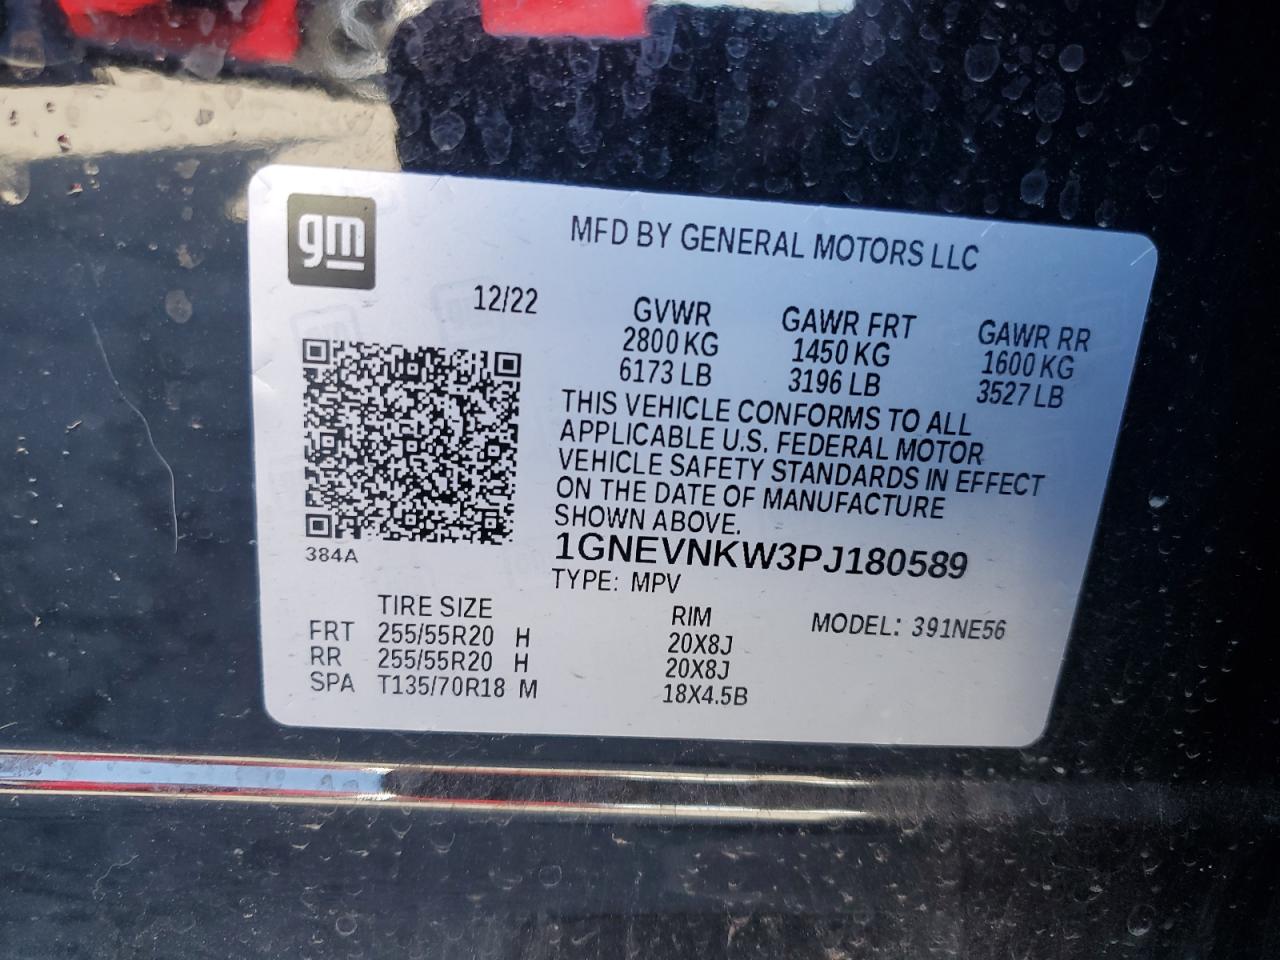 gm
MFD BY GENERAL MOTORS LLC
12/22
GVWR
2800 KG
6173 LB
GAWR FRT
1450 KG
3196 LB
GAWR RR
1600 KG
3527 LB
THIS VEHICLE CONFORMS TO ALL
APPLICABLE U.S. FEDERAL MOTOR
VEHICLE SAFETY STANDARDS IN EFFECT
ON THE DATE OF MANUFACTURE
SHOWN ABOVE.
384A
1GNEVNKW3PJ180589
TYPE: MPV
TIRE SIZE RIM MODEL: 391NE56
FRT 255/55R20 H 20X8J
RR 255/55R20 H 20X8J
SPA T135/70R18 M 18X4.5B